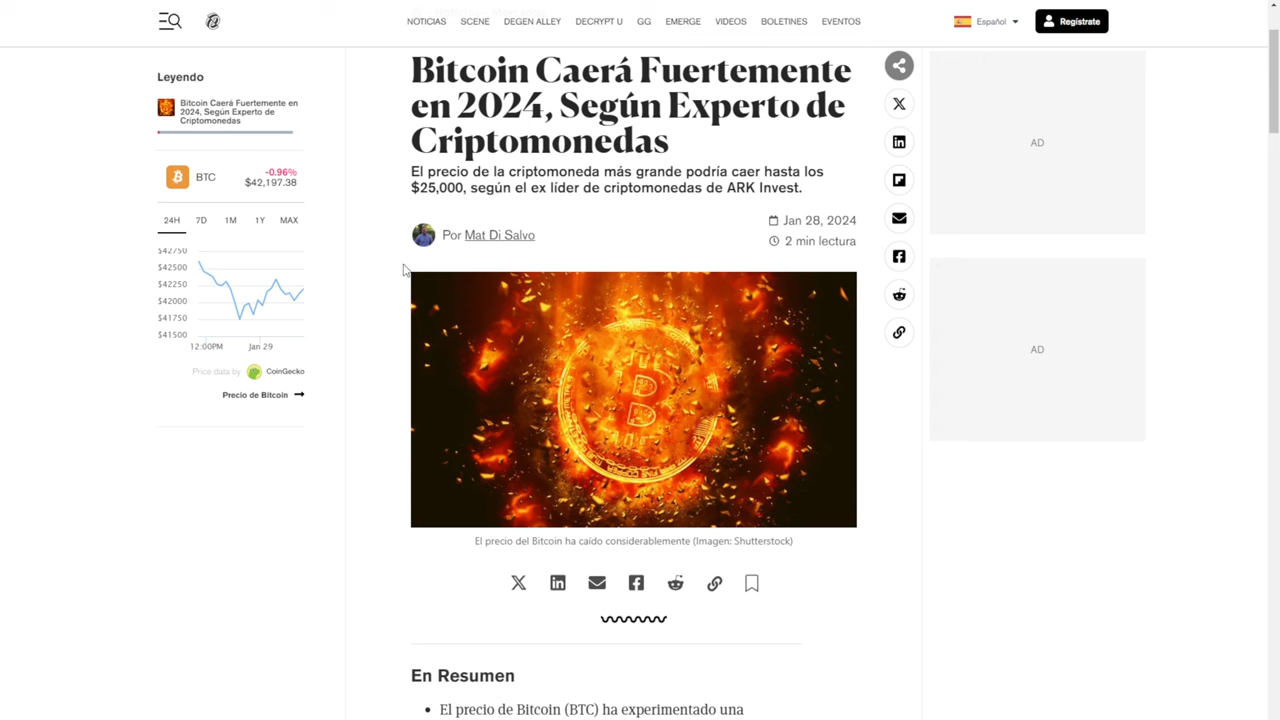 NOTICIAS SCENE DEGEN ALLEY DECRYPT U GG EMERGE VIDEOS BOLETINES EVENTOS Español Regístrate
Leyendo
Bitcoin Caerá Fuertemente en
2024, Según Experto de
Criptomonedas
BTC
-0.96%
$42,197.38
24H 7D 1M 1Y MAX
$42750
$42500
$42250
$42000
$41750
$41500
12:00PM Jan 29
Price data by CoinGecko
Precio de Bitcoin
Bitcoin Caerá Fuertemente
en 2024, Según Experto de
Criptomonedas
El precio de la criptomoneda más grande podría caer hasta los
$25,000, según el ex líder de criptomonedas de ARK Invest.
Por Mat Di Salvo
Jan 28, 2024
2 min lectura
El precio del Bitcoin ha caído considerablemente (Imagen: Shutterstock)
En Resumen
El precio de Bitcoin (BTC) ha experimentado una
AD
AD